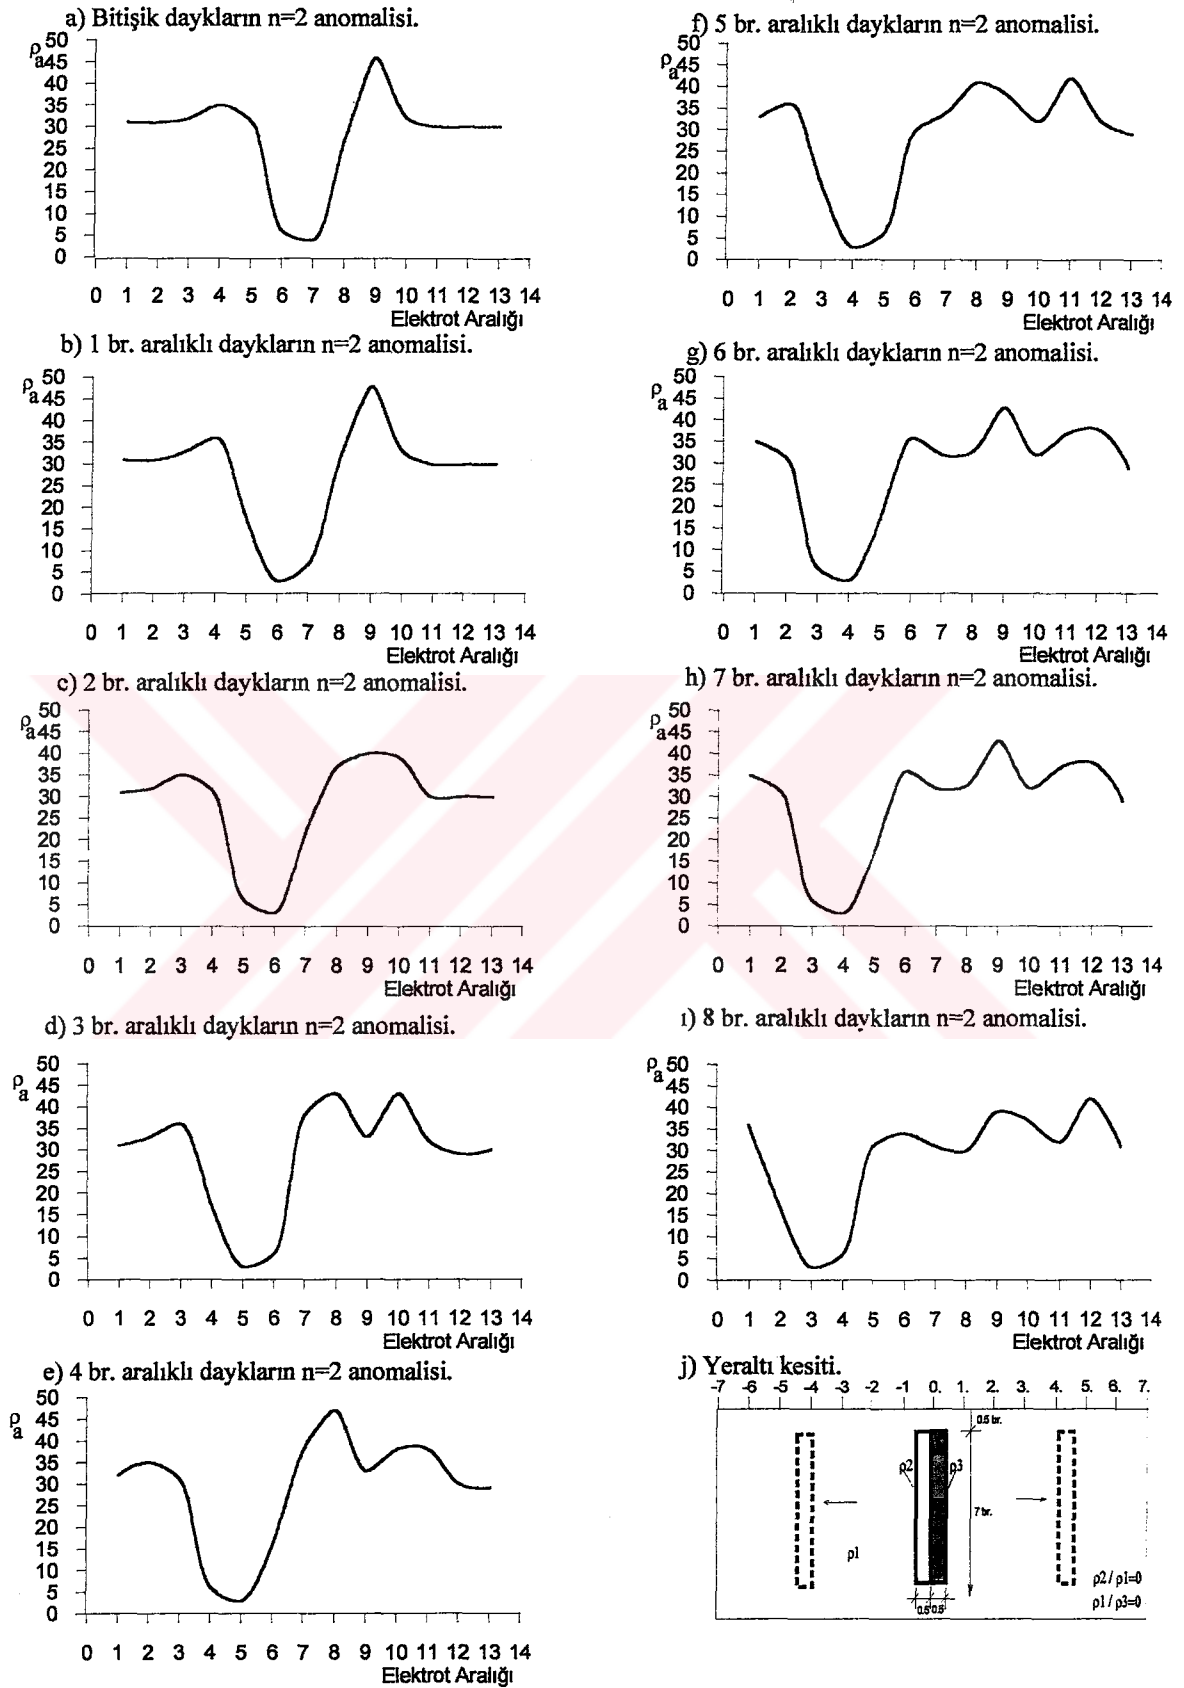 a) Bitişik daykların n=2 anomalisi.
ρa
50
45
40
35
30
25
20
15
10
5
0
0 1 2 3 4 5 6 7 8 9 10 11 12 13 14
Elektrot Aralığı
b) 1 br. aralıklı daykların n=2 anomalisi.
ρa
50
45
40
35
30
25
20
15
10
5
0
0 1 2 3 4 5 6 7 8 9 10 11 12 13 14
Elektrot Aralığı
c) 2 br. aralıklı daykların n=2 anomalisi.
ρa
50
45
40
35
30
25
20
15
10
5
0
0 1 2 3 4 5 6 7 8 9 10 11 12 13 14
Elektrot Aralığı
d) 3 br. aralıklı daykların n=2 anomalisi.
ρa
50
45
40
35
30
25
20
15
10
5
0
0 1 2 3 4 5 6 7 8 9 10 11 12 13 14
Elektrot Aralığı
e) 4 br. aralıklı daykların n=2 anomalisi.
ρa
50
45
40
35
30
25
20
15
10
5
0
0 1 2 3 4 5 6 7 8 9 10 11 12 13 14
Elektrot Aralığı
f) 5 br. aralıklı daykların n=2 anomalisi.
ρa
50
45
40
35
30
25
20
15
10
5
0
0 1 2 3 4 5 6 7 8 9 10 11 12 13 14
Elektrot Aralığı
g) 6 br. aralıklı daykların n=2 anomalisi.
ρa
50
45
40
35
30
25
20
15
10
5
0
0 1 2 3 4 5 6 7 8 9 10 11 12 13 14
Elektrot Aralığı
h) 7 br. aralıklı daykların n=2 anomalisi.
ρa
50
45
40
35
30
25
20
15
10
5
0
0 1 2 3 4 5 6 7 8 9 10 11 12 13 14
Elektrot Aralığı
ı) 8 br. aralıklı daykların n=2 anomalisi.
ρa
50
45
40
35
30
25
20
15
10
5
0
0 1 2 3 4 5 6 7 8 9 10 11 12 13 14
Elektrot Aralığı
j) Yeraltı kesiti.
-7 -6 -5 -4 -3 -2 -1 0. 1. 2. 3. 4. 5. 6. 7.
0.5 br.
ρ2 ρ3
7 br.
ρ1
ρ2 / ρ1=0
ρ1 / ρ3=0
0.5 0.5